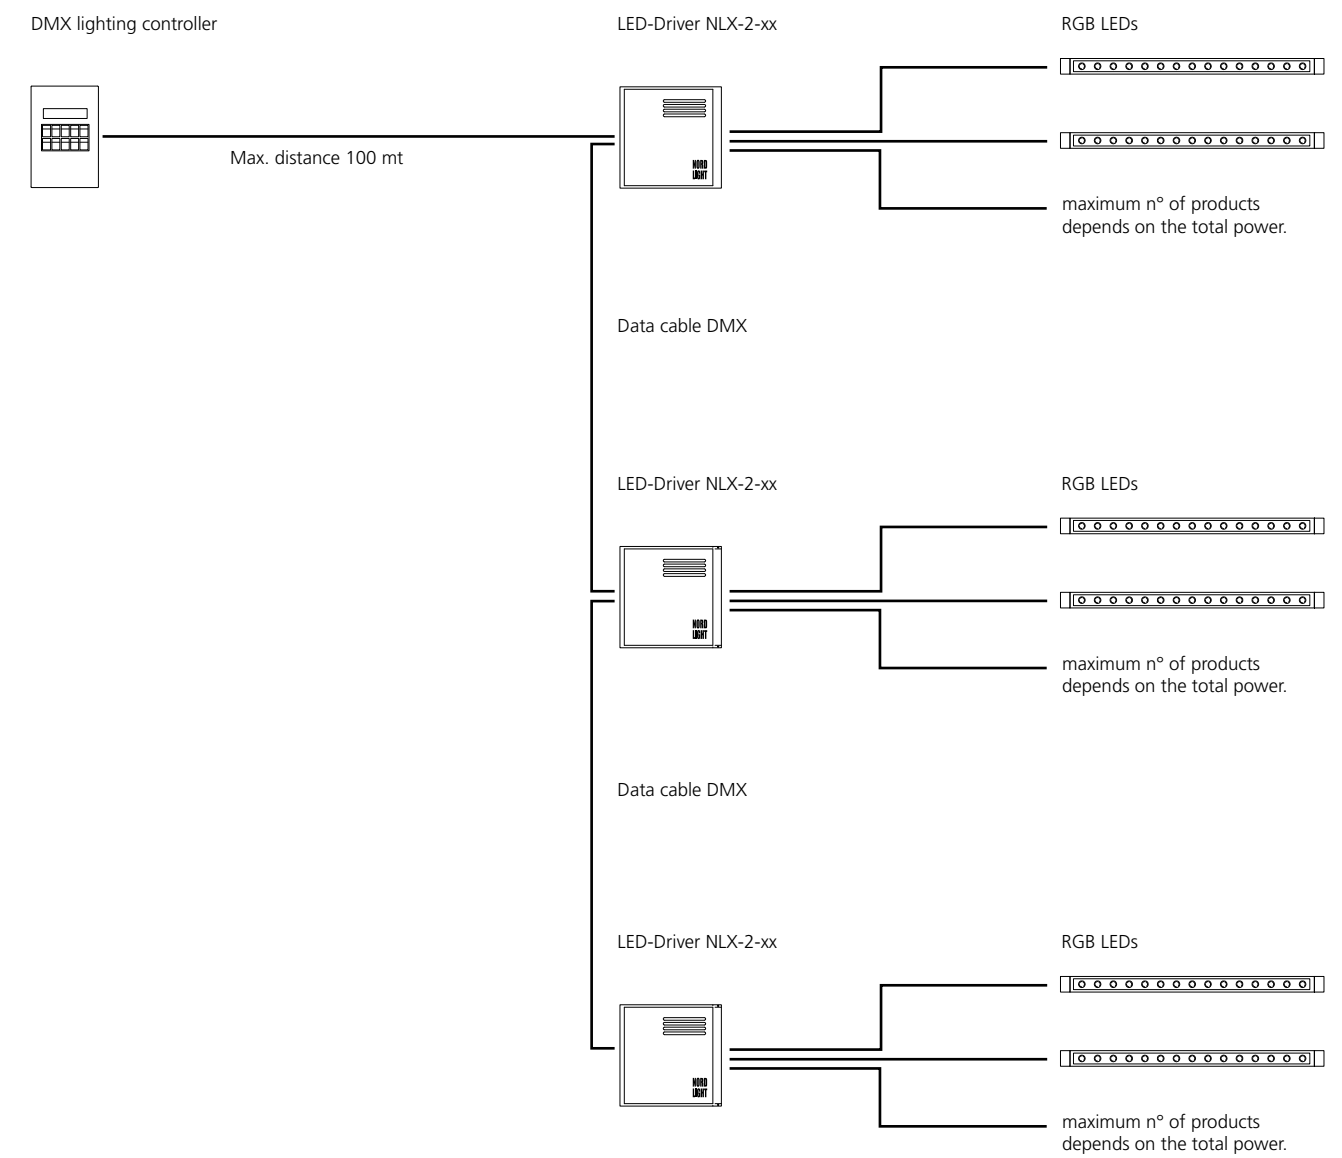 DMX lighting controller
LED-Driver NLX-2-xx
RGB LEDs
Max. distance 100 mt
NORD
LIGHT
maximum n° of products
depends on the total power.
Data cable DMX
LED-Driver NLX-2-xx
RGB LEDs
NORD
LIGHT
maximum n° of products
depends on the total power.
Data cable DMX
LED-Driver NLX-2-xx
RGB LEDs
NORD
LIGHT
maximum n° of products
depends on the total power.